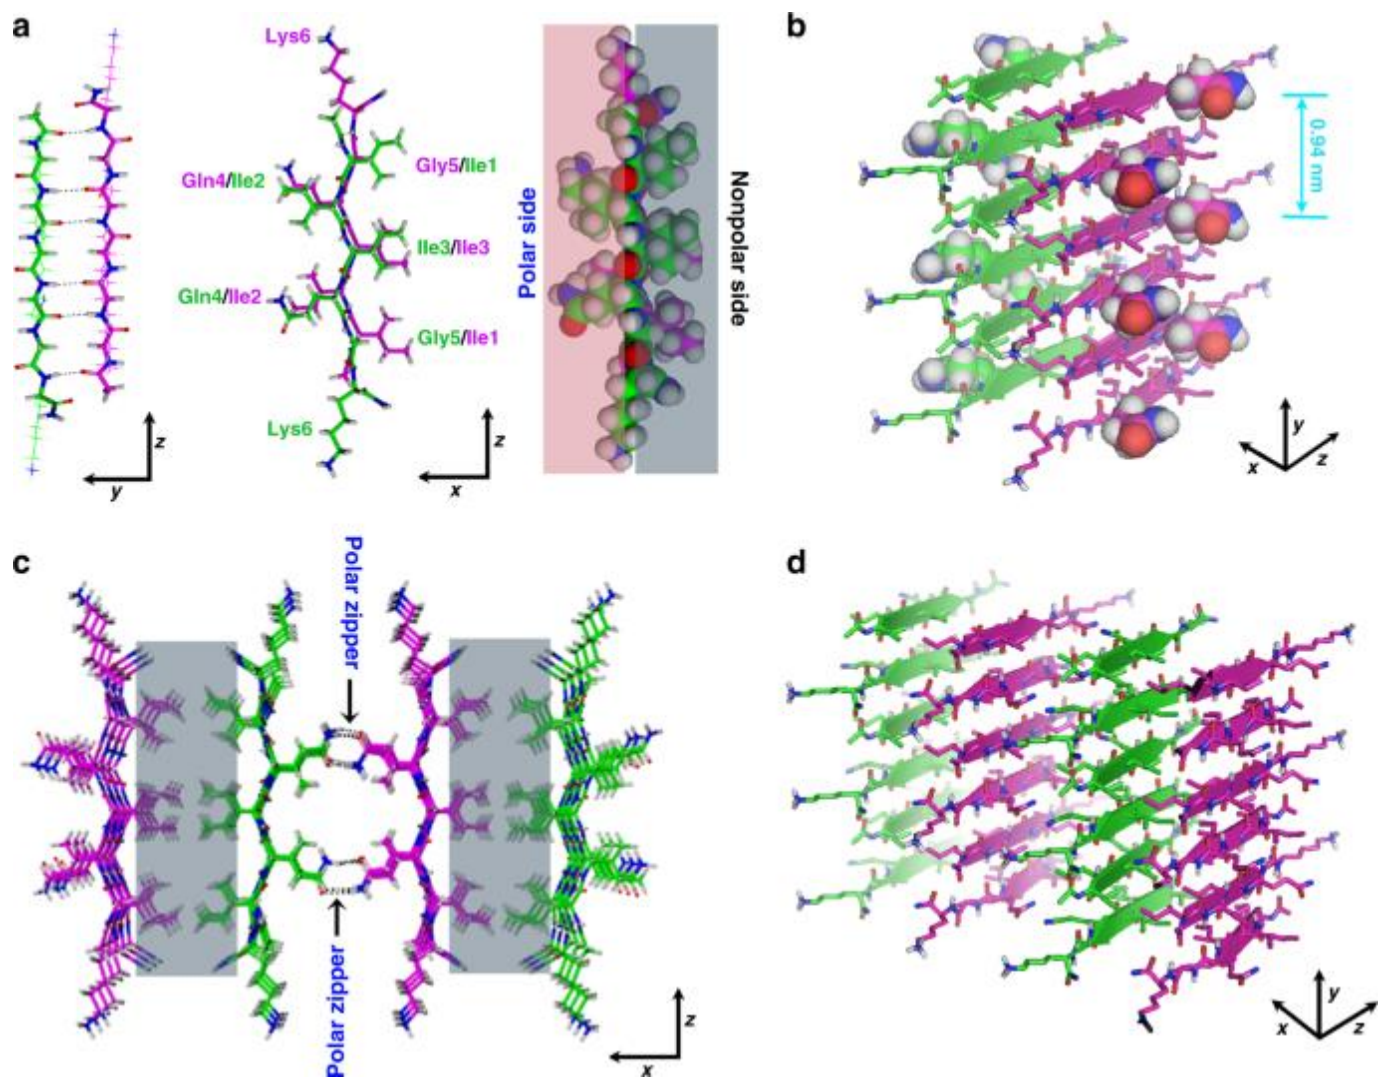 a
Lys6
Gln4/Ile2
Gly5/Ile1
Ile3/Ile3
Gln4/Ile2
Gly5/Ile1
Lys6
z
y
z
x
Polar side
Nonpolar side
b
0.94 nm
y
x
z
c
Polar zippper
Polar zipper
z
x
d
y
x
z